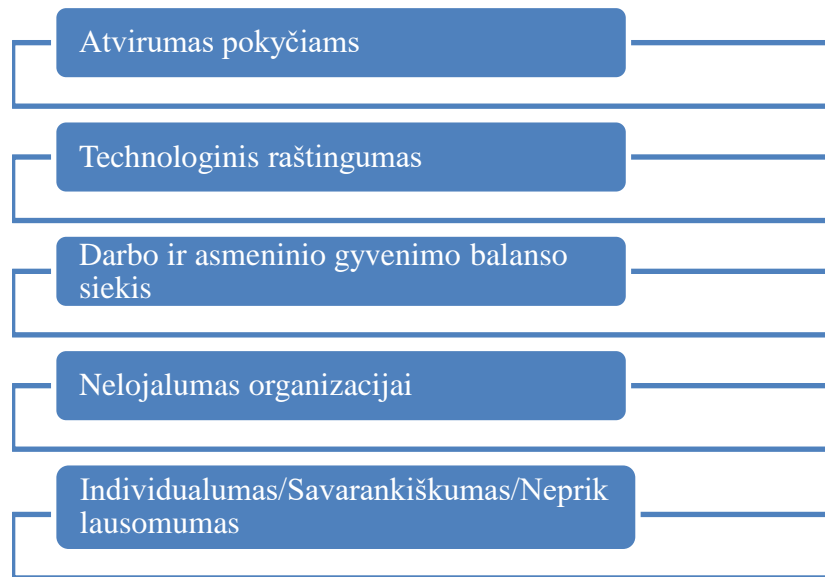 Atvirumas pokyčiams
Technologinis raštingumas
Darbo ir asmeninio gyvenimo balanso
siekis
Nelojalumas organizacijai
Individualumas/Savarankiškumas/Neprik
lausomumas